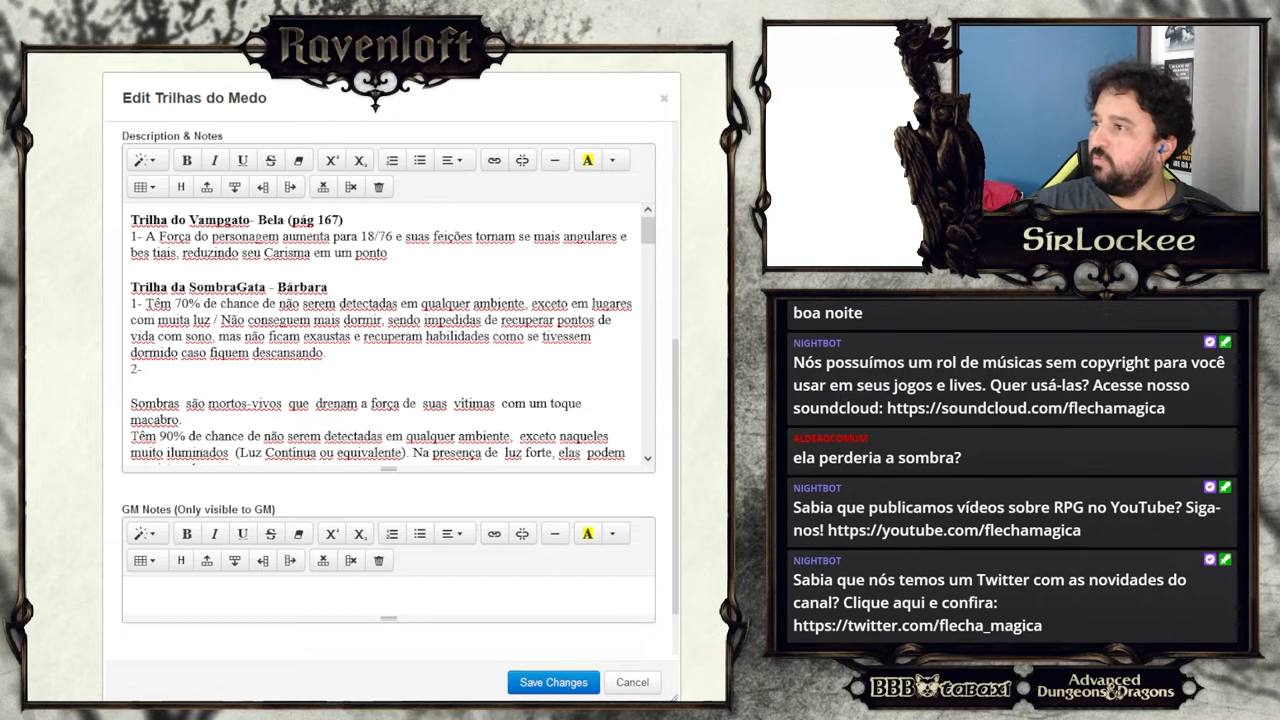 Ravenloft
Edit Trilhas do Medo
×
Description & Notes
B I U S X² X₂ A
H
Trilha do Vampgato- Bela (pág 167)
1- A Força do personagem aumenta para 18/76 e suas feições tornam se mais angulares e
bes tiais, reduzindo seu Carisma em um ponto
Trilha da SombraGata - Bárbara
1- Têm 70% de chance de não serem detectadas em qualquer ambiente, exceto em lugares
com muita luz / Não conseguem mais dormir, sendo impedidas de recuperar pontos de
vida com sono, mas não ficam exaustas e recuperam habilidades como se tivessem
dormido caso fiquem descansando.
2-
Sombras são mortos-vivos que drenam a força de suas vítimas com um toque
macabro.
Têm 90% de chance de não serem detectadas em qualquer ambiente, exceto naqueles
muito iluminados (Luz Contínua ou equivalente). Na presença de luz forte, elas podem
GM Notes (Only visible to GM)
B I U S X² X₂ A
H
Save Changes
Cancel
SirLockee
boa noite
NIGHTBOT
Nós possuímos um rol de músicas sem copyright para você
usar em seus jogos e lives. Quer usá-las? Acesse nosso
soundcloud: https://soundcloud.com/flechamagica
ALDEAOCOMUM
ela perderia a sombra?
NIGHTBOT
Sabia que publicamos vídeos sobre RPG no YouTube? Siga-
nos! https://youtube.com/flechamagica
NIGHTBOT
Sabia que nós temos um Twitter com as novidades do
canal? Clique aqui e confira:
https://twitter.com/flecha_magica
BBB tabaxi
Advanced
Dungeons & Dragons